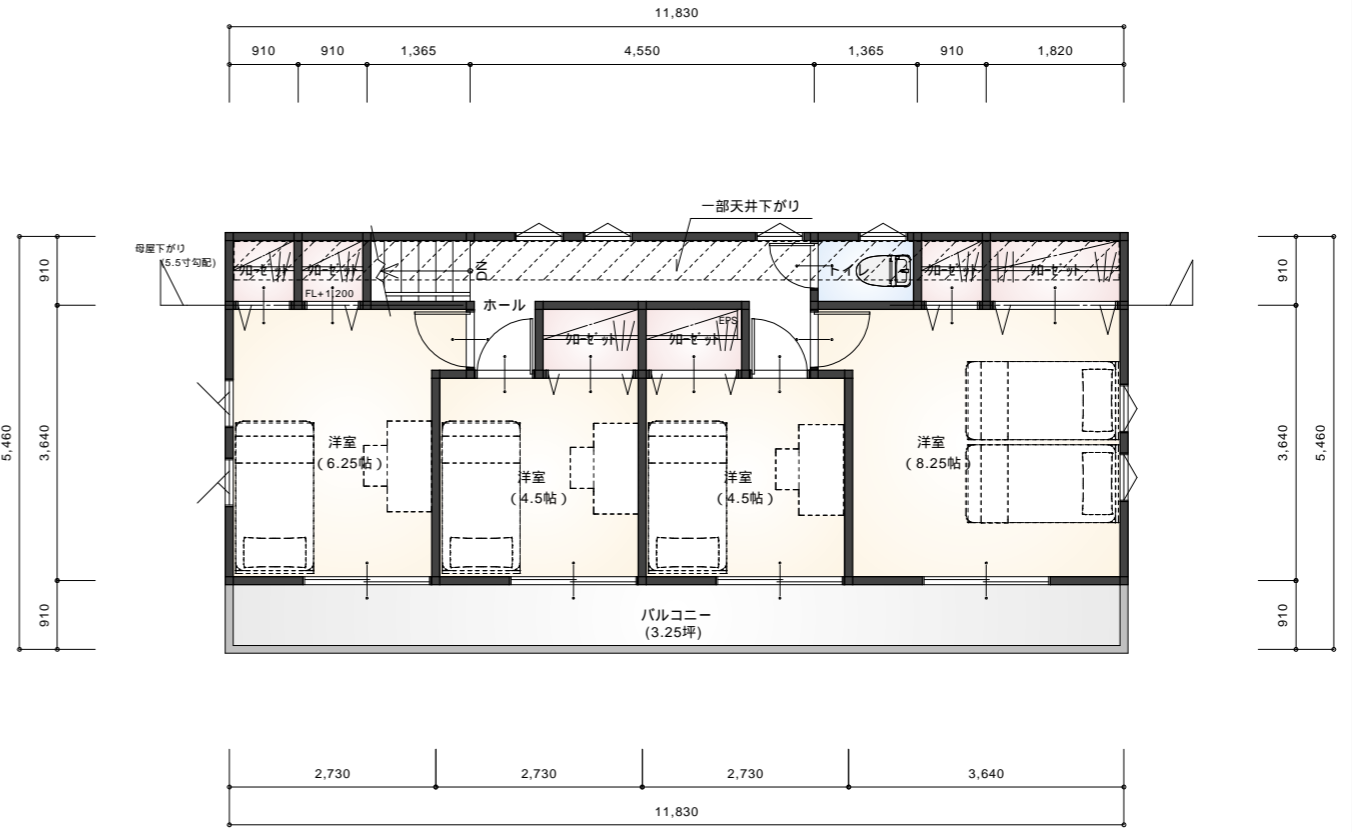 11,830
910 910 1,365 4,550 1,365 910 1,820
一部天井下がり
母屋下がり
(5.5寸勾配)
910
910
910
クローゼット
クローゼット
DN
トイレ
クローゼット
クローゼット
FL+1,200
ホール
EPS
クローゼット
クローゼット
5,460
3,640
3,640
5,460
洋室
(6.25帖)
洋室
(4.5帖)
洋室
(4.5帖)
洋室
(8.25帖)
910
バルコニー
(3.25坪)
2,730 2,730 2,730 3,640
11,830